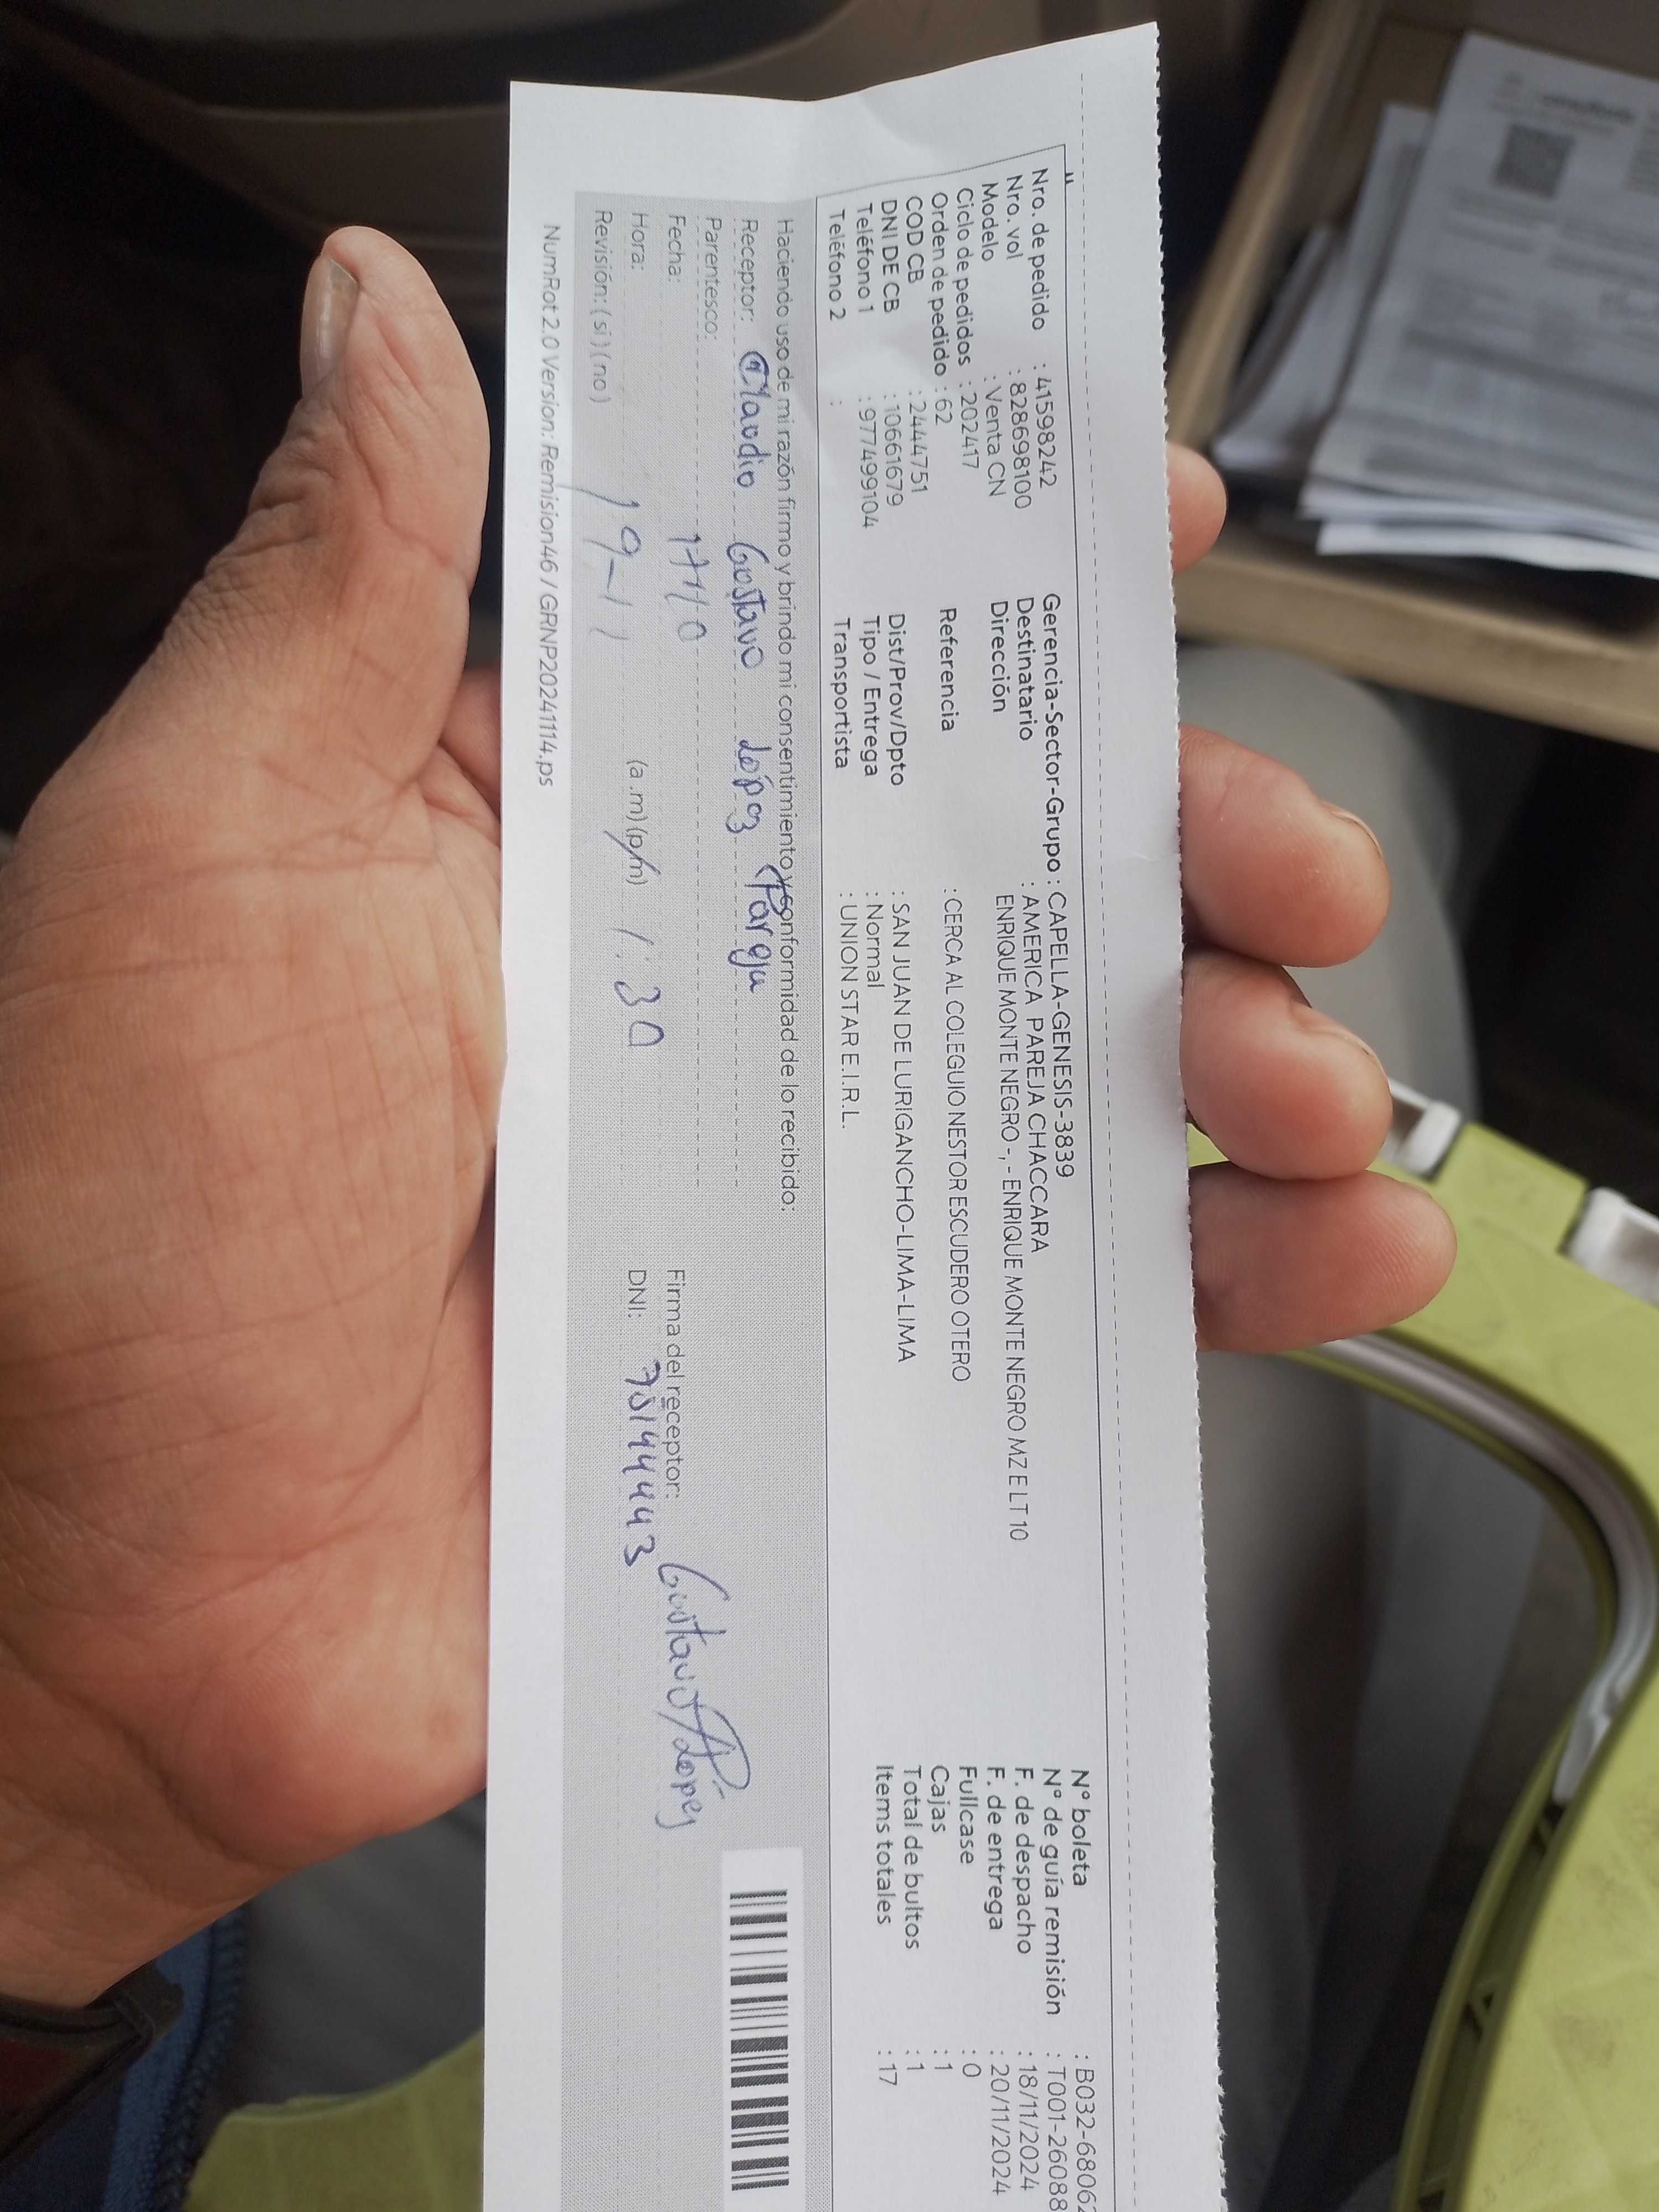 Nro. de pedido : 41598242
Nro. vol : 828698100
Modelo : Venta CN
Ciclo de pedidos : 202417
Orden de pedido : 62
COD CB : 2444751
DNI DE CB : 10661679
Teléfono 1 : 977499104
Teléfono 2 :
Gerencia-Sector-Grupo : CAPELLA-GENESIS-3839
Destinatario : AMERICA PAREJA CHACCARA
Dirección ENRIQUE MONTE NEGRO -, - ENRIQUE MONTE NEGRO MZ E LT 10
Referencia : CERCA AL COLEGUIO NESTOR ESCUDERO OTERO
Dist/Prov/Dpto : SAN JUAN DE LURIGANCHO-LIMA-LIMA
Tipo / Entrega : Normal
Transportista : UNION STAR E.I.R.L.
N° boleta : B032-68062
N° de guía remisión : T001-26088
F. de despacho : 18/11/2024
F. de entrega : 20/11/2024
Fullcase : 0
Cajas : 1
Total de bultos : 1
Items totales : 17
Haciendo uso de mi razón firmo y brindo mi consentimiento y conformidad de lo recibido:
Receptor: Claudio Gustavo López Pareja
Parentesco:
Fecha:
Hora: (a.m)(p.m) 1:30
Revisión: ( si ) ( no ) 19-11
Firma del receptor: Gustavo Lopez
DNI:
NumRot 2.0 Version: Remision46 / GRNP20241114.ps